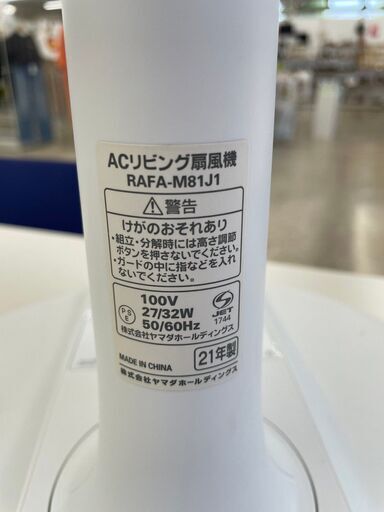 ACリビング扇風機
RAFA-M81J1
警告
けがのおそれあり
・組立・分解時には高さ調節
ボタンを押さないでください。
・ガードの中に指などを入れ
ないでください。
PSE
100V
27/32W
50/60Hz
株式会社ヤマダホールディングス
JET
1744
MADE IN CHINA
21年製
株式会社ヤマダホールディングス